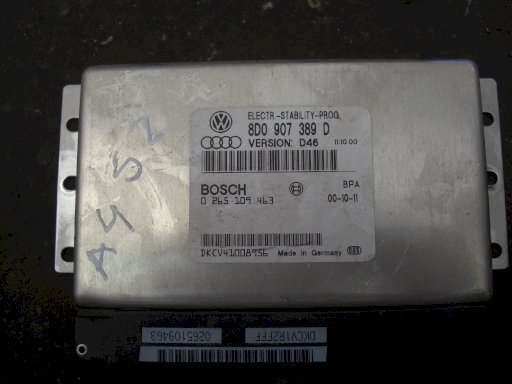 ELECTR.-STABILITY-PROG.
8D0 907 389 D
VERSION: D46 11.10.00
BOSCH BPA
0 265 109 463 00-10-11
DKCV41008956 Made in Germany
A4 S2
0265109463 DKCV1R2FFF